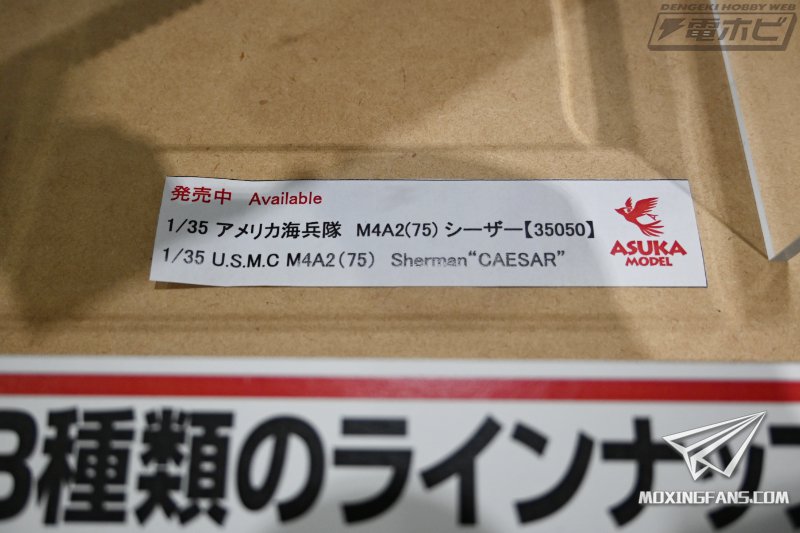 DENGEKI HOBBY WEB
電ホビ
発売中 Available
1/35 アメリカ海兵隊 M4A2(75) シーザー【35050】
1/35 U.S.M.C M4A2(75) Sherman“CAESAR”
ASUKA
MODEL
3種類のラインナップ
MOXINGFANS.COM